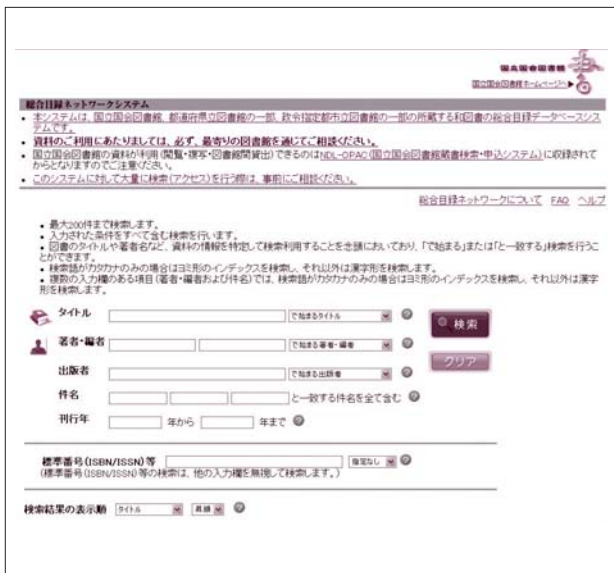 国立国会図書館
国立国会図書館ホームページへ▶
総合目録ネットワークシステム
• 本システムは、国立国会図書館、都道府県立図書館の一部、政令指定都市立図書館の一部の所蔵する和図書の総合目録データベースシステムです。
• 資料のご利用にあたりましては、必ず、最寄りの図書館を通じてご相談ください。
• 国立国会図書館の資料が利用(閲覧・複写・図書館間貸出)できるのはNDL-OPAC(国立国会図書館蔵書検索・申込システム)に収録されてからとなりますのでご注意ください。
• このシステムに対して大量に検索(アクセス)を行う際は、事前にご相談ください。
総合目録ネットワークについて FAQ ヘルプ
• 最大200件まで検索します。
• 入力された条件をすべて含む検索を行います。
• 図書のタイトルや著者名など、資料の情報を特定して検索利用することを念頭においており、「で始まる」または「と一致する」検索を行うことができます。
• 検索語がカタカナのみの場合はヨミ形のインデックスを検索し、それ以外は漢字形を検索します。
• 複数の入力欄のある項目(著者・編者および件名)では、検索語がカタカナのみの場合はヨミ形のインデックスを検索し、それ以外は漢字形を検索します。
タイトル で始まるタイトル ? 検索
著者・編者 で始まる著者・編者 ?
クリア
出版者 で始まる出版者 ?
件名 と一致する件名を全て含む ?
刊行年 年から 年まで ?
標準番号(ISBN/ISSN)等 指定なし ?
(標準番号(ISBN/ISSN)等の検索は、他の入力欄を無視して検索します。)
検索結果の表示順 タイトル 昇順 ?